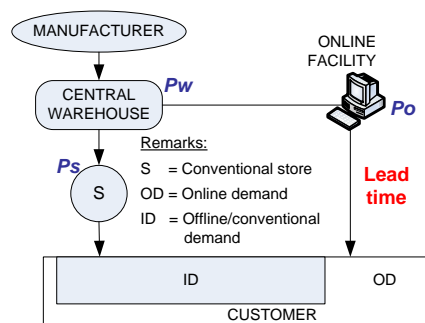 MANUFACTURER
ONLINE
FACILITY
Pw
CENTRAL
WAREHOUSE
Po
Remarks:
Ps
S = Conventional store
S
OD = Online demand
ID = Offline/conventional
demand
Lead
time
ID
OD
CUSTOMER